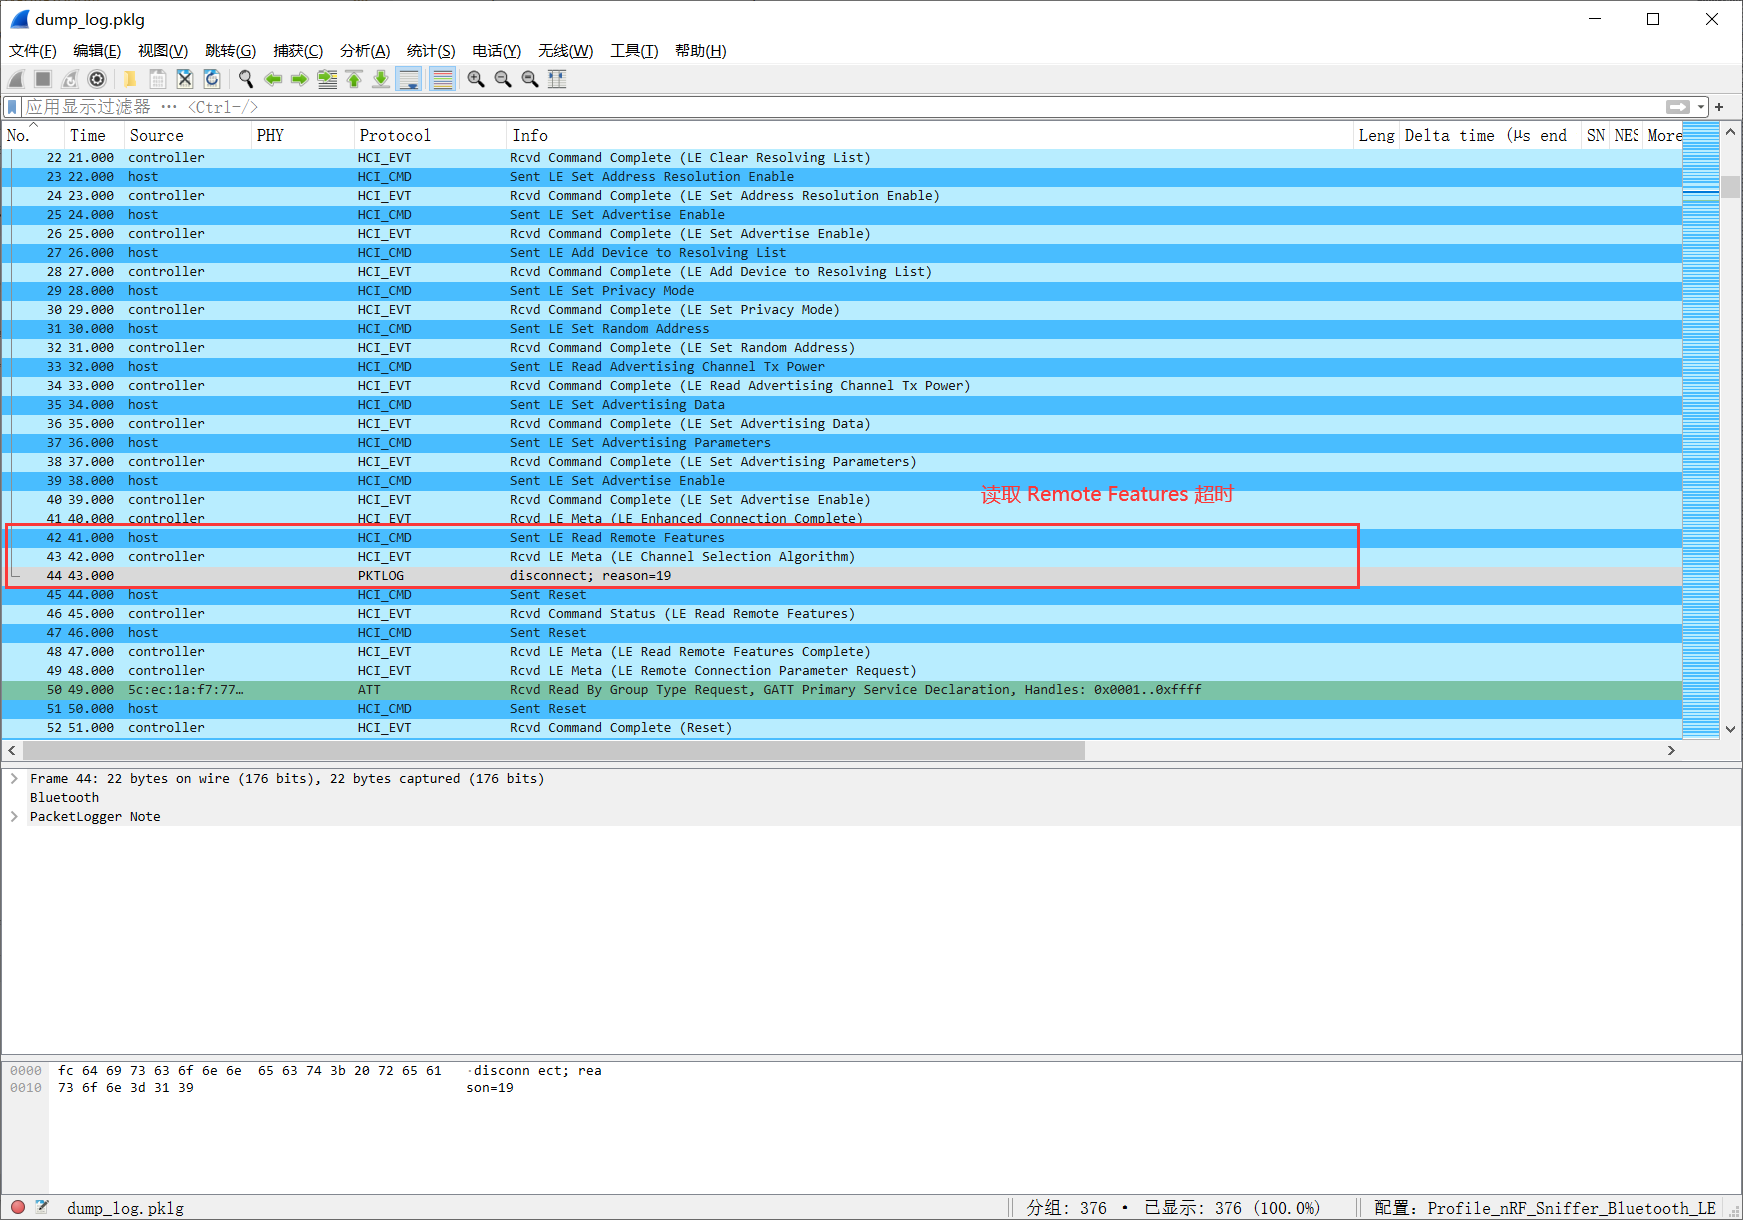 dump_log.pklg
文件(F) 编辑(E) 视图(V) 跳转(G) 捕获(C) 分析(A) 统计(S) 电话(Y) 无线(W) 工具(T) 帮助(H)
应用显示过滤器 … <Ctrl-/>
No. Time Source PHY Protocol Info Leng Delta time (µs end SN NES More
22 21.000 controller HCI_EVT Rcvd Command Complete (LE Clear Resolving List)
23 22.000 host HCI_CMD Sent LE Set Address Resolution Enable
24 23.000 controller HCI_EVT Rcvd Command Complete (LE Set Address Resolution Enable)
25 24.000 host HCI_CMD Sent LE Set Advertise Enable
26 25.000 controller HCI_EVT Rcvd Command Complete (LE Set Advertise Enable)
27 26.000 host HCI_CMD Sent LE Add Device to Resolving List
28 27.000 controller HCI_EVT Rcvd Command Complete (LE Add Device to Resolving List)
29 28.000 host HCI_CMD Sent LE Set Privacy Mode
30 29.000 controller HCI_EVT Rcvd Command Complete (LE Set Privacy Mode)
31 30.000 host HCI_CMD Sent LE Set Random Address
32 31.000 controller HCI_EVT Rcvd Command Complete (LE Set Random Address)
33 32.000 host HCI_CMD Sent LE Read Advertising Channel Tx Power
34 33.000 controller HCI_EVT Rcvd Command Complete (LE Read Advertising Channel Tx Power)
35 34.000 host HCI_CMD Sent LE Set Advertising Data
36 35.000 controller HCI_EVT Rcvd Command Complete (LE Set Advertising Data)
37 36.000 host HCI_CMD Sent LE Set Advertising Parameters
38 37.000 controller HCI_EVT Rcvd Command Complete (LE Set Advertising Parameters)
39 38.000 host HCI_CMD Sent LE Set Advertise Enable
读取 Remote Features 超时
40 39.000 controller HCI_EVT Rcvd Command Complete (LE Set Advertise Enable)
41 40.000 controller HCI_EVT Rcvd LE Meta (LE Enhanced Connection Complete)
42 41.000 host HCI_CMD Sent LE Read Remote Features
43 42.000 controller HCI_EVT Rcvd LE Meta (LE Channel Selection Algorithm)
44 43.000 PKTLOG disconnect; reason=19
45 44.000 host HCI_CMD Sent Reset
46 45.000 controller HCI_EVT Rcvd Command Status (LE Read Remote Features)
47 46.000 host HCI_CMD Sent Reset
48 47.000 controller HCI_EVT Rcvd LE Meta (LE Read Remote Features Complete)
49 48.000 controller HCI_EVT Rcvd LE Meta (LE Remote Connection Parameter Request)
50 49.000 5c:ec:1a:f7:77… ATT Rcvd Read By Group Type Request, GATT Primary Service Declaration, Handles: 0x0001..0xffff
51 50.000 host HCI_CMD Sent Reset
52 51.000 controller HCI_EVT Rcvd Command Complete (Reset)
Frame 44: 22 bytes on wire (176 bits), 22 bytes captured (176 bits)
Bluetooth
PacketLogger Note
0000 fc 64 69 73 63 6f 6e 6e 65 63 74 3b 20 72 65 61 ·disconn ect; rea
0010 73 6f 6e 3d 31 39 son=19
dump_log.pklg 分组: 376 · 已显示: 376 (100.0%) 配置: Profile_nRF_Sniffer_Bluetooth_LE